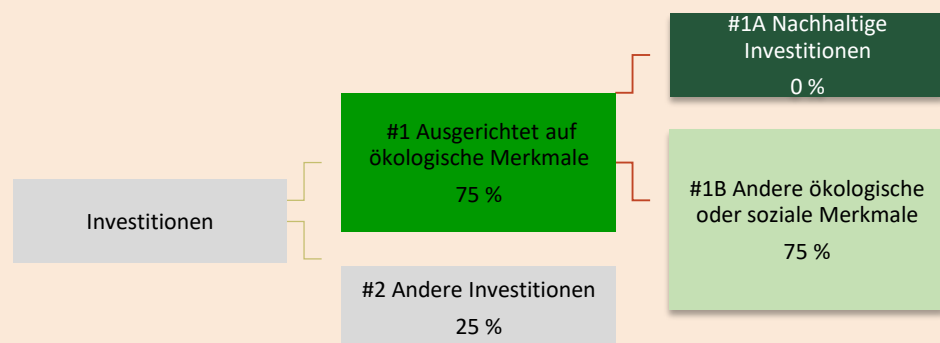 Investitionen
#1 Ausgerichtet auf
ökologische Merkmale
75 %
#2 Andere Investitionen
25 %
#1A Nachhaltige
Investitionen
0 %
#1B Andere ökologische
oder soziale Merkmale
75 %